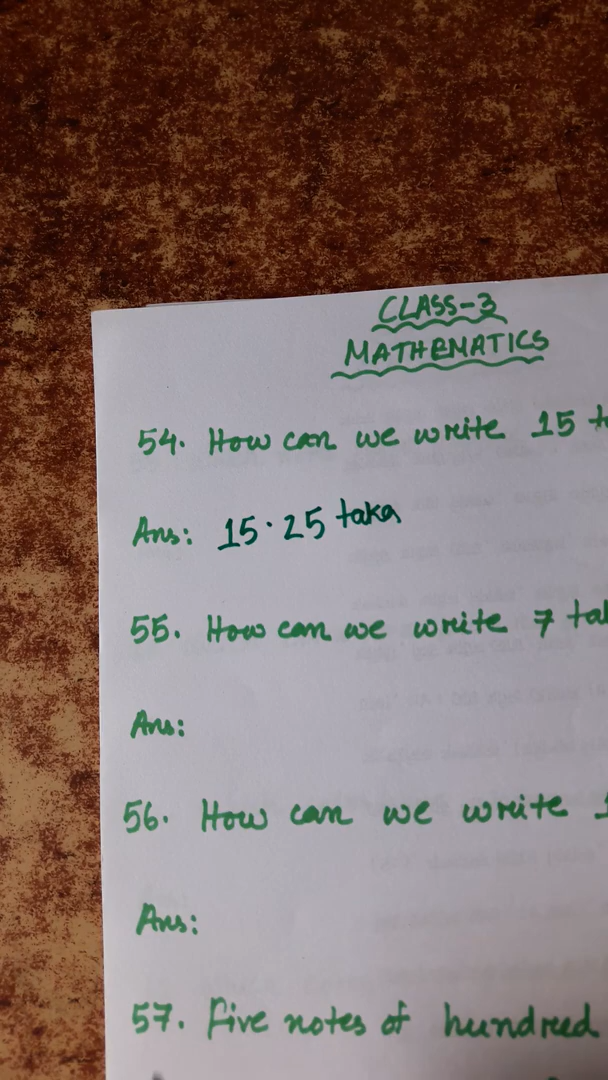 CLASS-3
MATHEMATICS
54. How can we write 15
Ans: 15.25 taka
55. How can we write 7
Ans:
56. How can we write
Ans:
57. Five notes of hundred